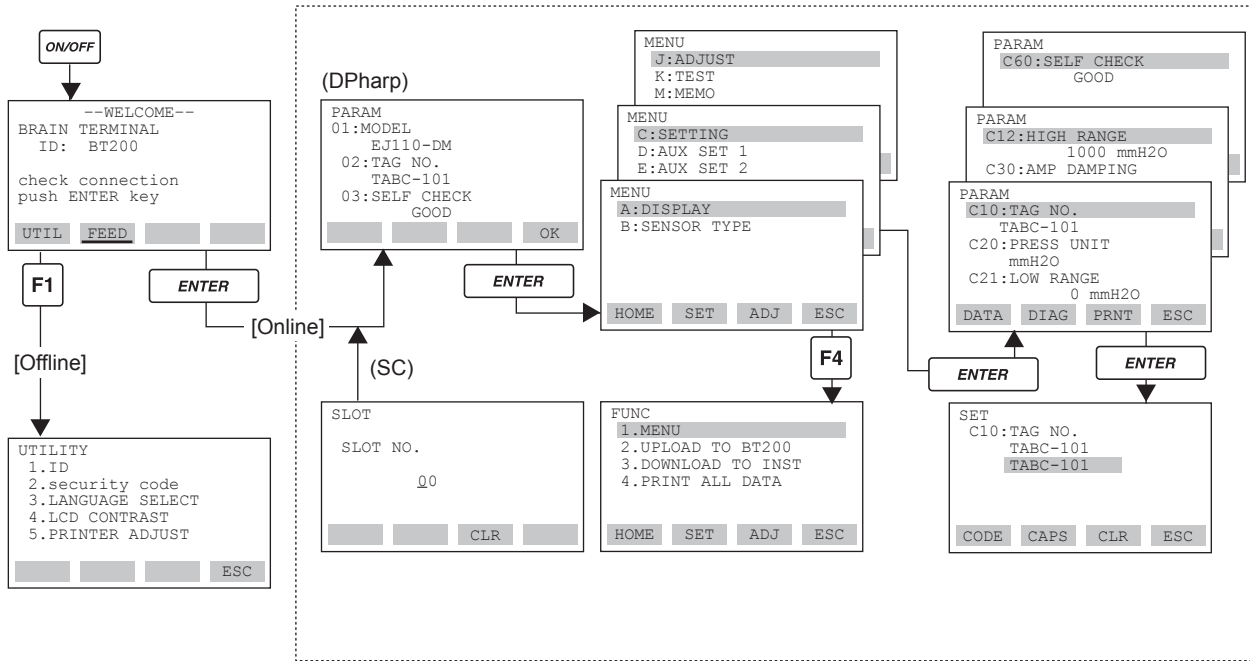 ON/OFF
--WELCOME--
BRAIN TERMINAL
ID: BT200
check connection
push ENTER key
UTIL FEED
F1
ENTER
[Offline]
[Online]
UTILITY
1.ID
2.security code
3.LANGUAGE SELECT
4.LCD CONTRAST
5.PRINTER ADJUST
ESC
(DPharp)
PARAM
01:MODEL
EJ110-DM
02:TAG NO.
TABC-101
03:SELF CHECK
GOOD
OK
ENTER
(SC)
SLOT
SLOT NO.
00
CLR
MENU
J:ADJUST
K:TEST
M:MEMO
MENU
C:SETTING
D:AUX SET 1
E:AUX SET 2
MENU
A:DISPLAY
B:SENSOR TYPE
HOME SET ADJ ESC
F4
FUNC
1.MENU
2.UPLOAD TO BT200
3.DOWNLOAD TO INST
4.PRINT ALL DATA
HOME SET ADJ ESC
ENTER
PARAM
C60:SELF CHECK
GOOD
PARAM
C12:HIGH RANGE
1000 mmH2O
C30:AMP DAMPING
PARAM
C10:TAG NO.
TABC-101
C20:PRESS UNIT
mmH2O
C21:LOW RANGE
0 mmH2O
DATA DIAG PRNT ESC
ENTER
SET
C10:TAG NO.
TABC-101
TABC-101
CODE CAPS CLR ESC